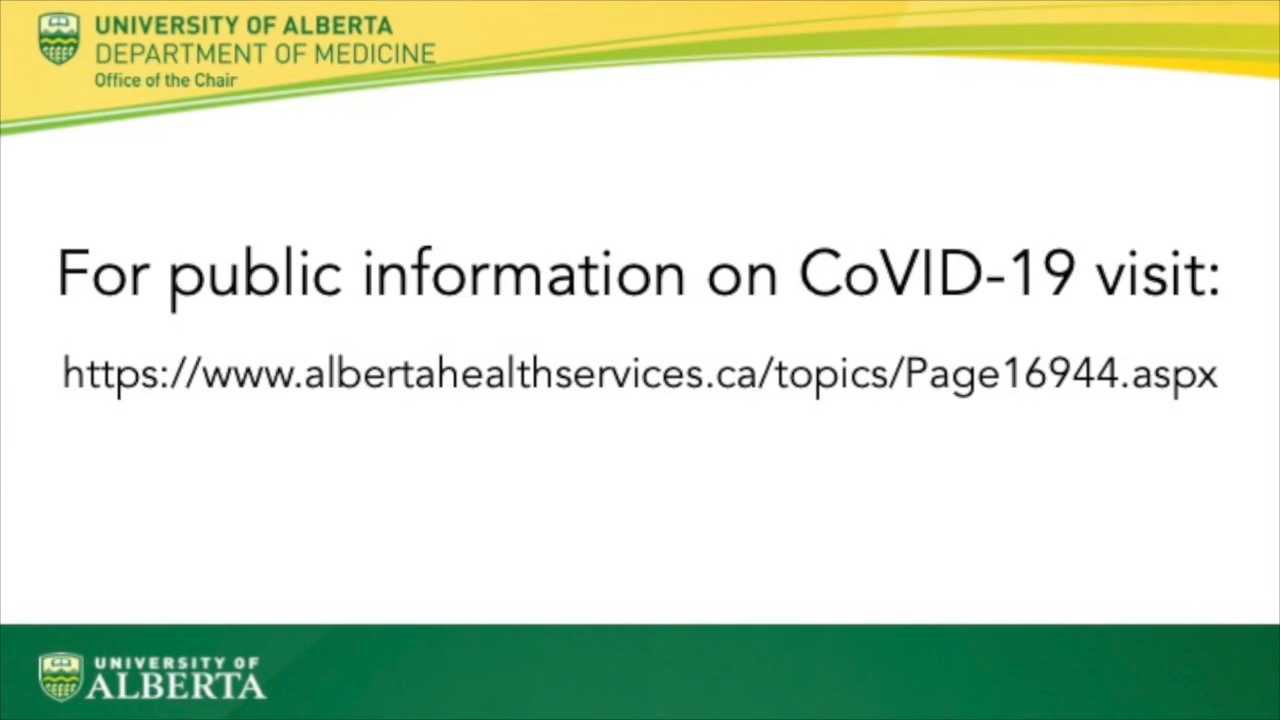 UNIVERSITY OF ALBERTA
DEPARTMENT OF MEDICINE
Office of the Chair
For public information on CoVID-19 visit:
https://www.albertahealthservices.ca/topics/Page16944.aspx
UNIVERSITY OF
ALBERTA